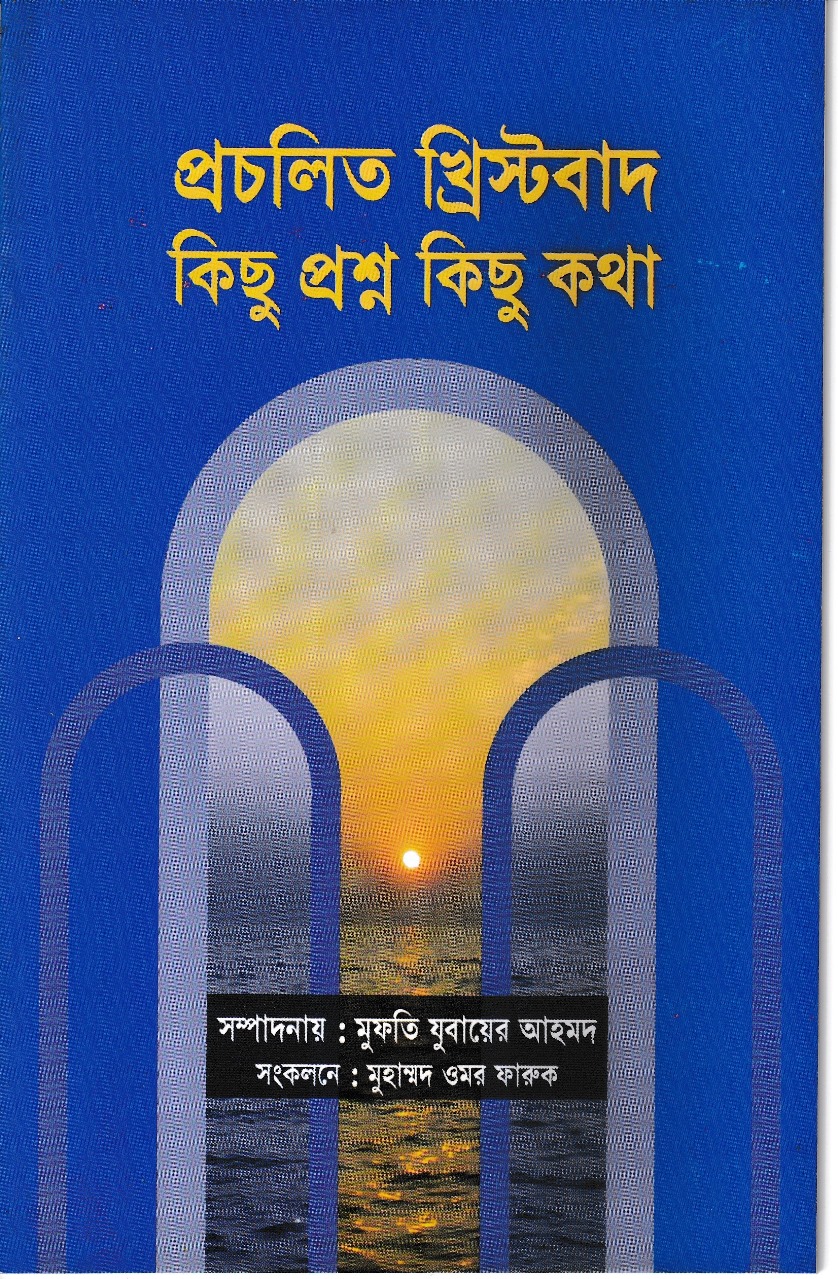 প্রচলিত খ্রিস্টবাদ
কিছু প্রশ্ন কিছু কথা
সম্পাদনায় : মুফতি যুবায়ের আহমদ
সংকলনে : মুহাম্মদ ওমর ফারুক